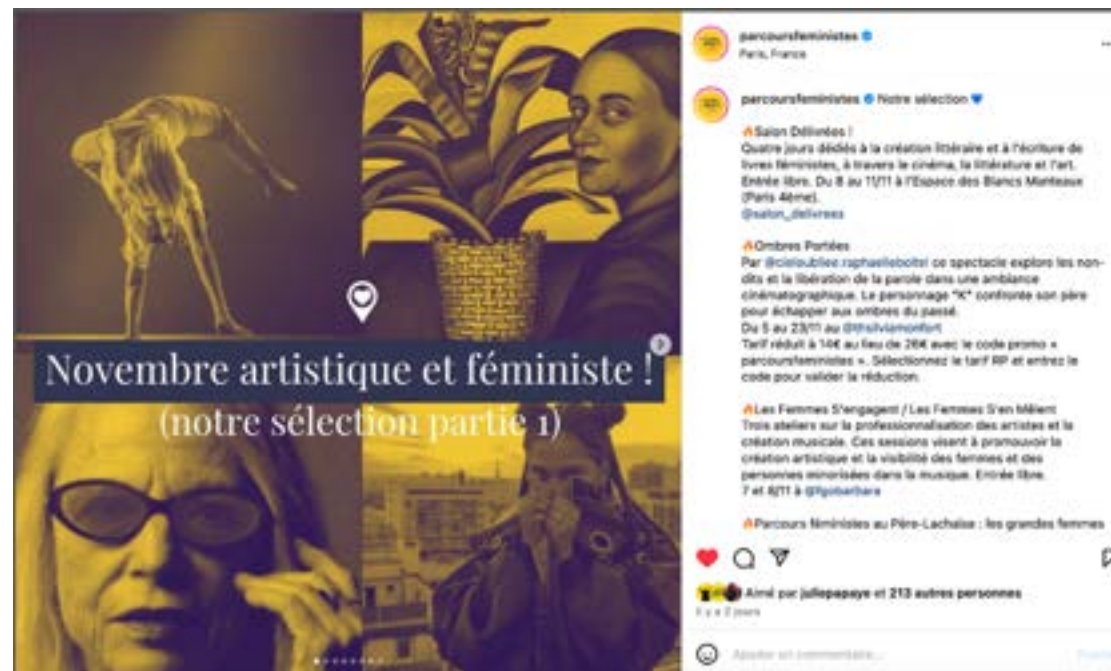 Novembre artistique et féministe !
(notre sélection partie 1)
parcoursfeministes
Paris, France
parcoursfeministes Notre sélection 💙
🔥Salon Délivrées !
Quatre jours dédiés à la création littéraire et à l'écriture de
livres féministes, à travers le cinéma, la littérature et l'art.
Entrée libre. Du 8 au 11/11 à l'Espace des Blancs Manteaux
(Paris 4ème).
@salon_delivrees
🔥Ombres Portées
Par @cieloubliee.raphaelleboitel ce spectacle explore les non-
dits et la libération de la parole dans une ambiance
cinématographique. Le personnage "K" confronte son père
pour échapper aux ombres du passé.
Du 5 au 23/11 au @thsilviamonfort
Tarif réduit à 14€ au lieu de 26€ avec le code promo «
parcoursfeministes ». Sélectionnez le tarif RP et entrez le
code pour valider la réduction.
🔥Les Femmes S'engagent / Les Femmes S'en Mêlent
Trois ateliers sur la professionnalisation des artistes et la
création musicale. Ces sessions visent à promouvoir la
création artistique et la visibilité des femmes et des
personnes minorisées dans la musique. Entrée libre.
7 et 8/11 à @fgobarbara
🔥Parcours féministes au Père-Lachaise : les grandes femmes
Aimé par juliepapaye et 213 autres personnes
Il y a 2 jours
Ajouter un commentaire...